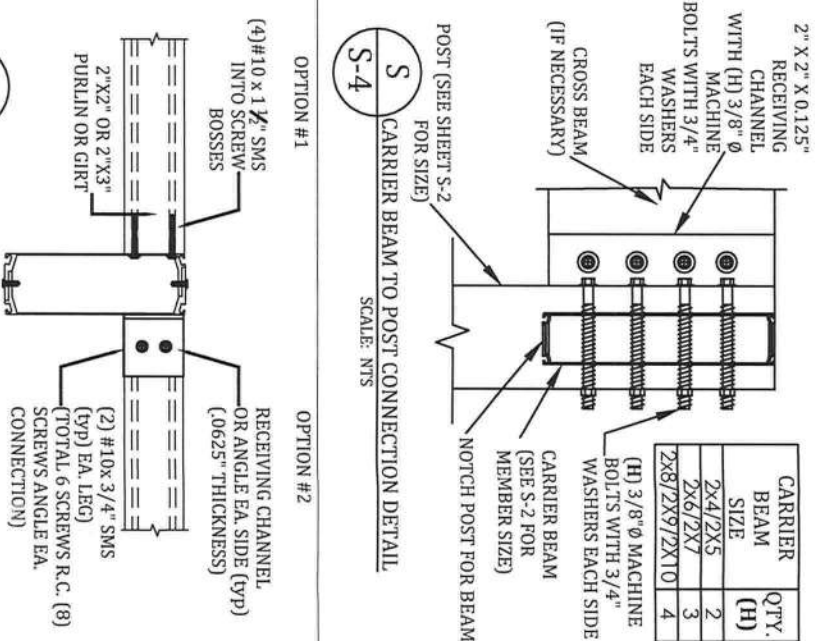 2" X 2" X 0.125"
RECEIVING
CHANNEL
WITH (H) 3/8" Ø
MACHINE
BOLTS WITH 3/4"
WASHERS
EACH SIDE
CROSS BEAM
(IF NECESSARY)
POST (SEE SHEET S-2
FOR SIZE)
CARRIER
BEAM
SIZE
QTY.
(H)
2x4/2X5 2
2x6/2X7 3
2x8/2X9/2X10 4
(H) 3/8"Ø MACHINE
BOLTS WITH 3/4"
WASHERS EACH SIDE
CARRIER BEAM
(SEE S-2 FOR
MEMBER SIZE)
NOTCH POST FOR BEAM
S
S-4
CARRIER BEAM TO POST CONNECTION DETAIL
SCALE: NTS
OPTION #1
OPTION #2
(4)#10 x 1 ½" SMS
INTO SCREW
BOSSES
2"X2" OR 2"X3"
PURLIN OR GIRT
RECEIVING CHANNEL
OR ANGLE EA. SIDE (typ)
(.0625" THICKNESS)
(2) #10x 3/4" SMS
(typ) EA. LEG)
(TOTAL 6 SCREWS R.C. (8)
SCREWS ANGLE EA.
CONNECTION)